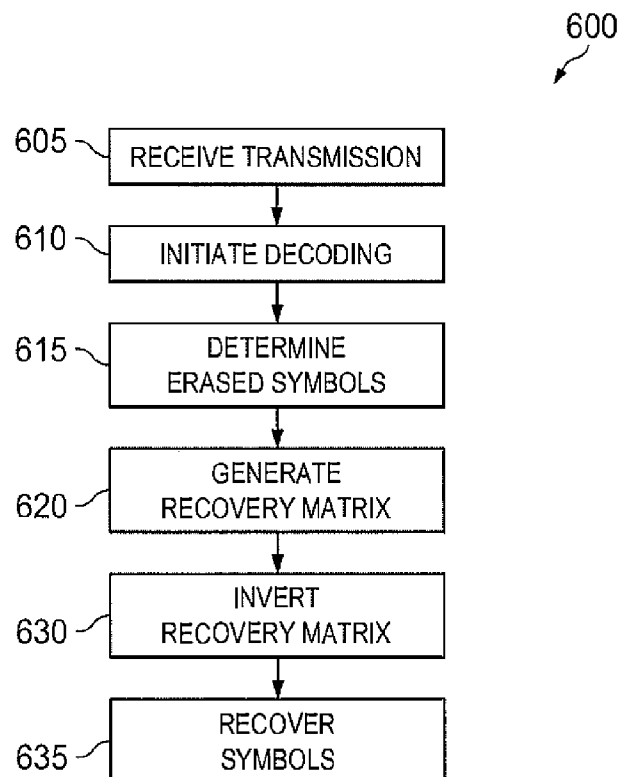 600
605
RECEIVE TRANSMISSION
610
INITIATE DECODING
615
DETERMINE
ERASED SYMBOLS
620
GENERATE
RECOVERY MATRIX
630
INVERT
RECOVERY MATRIX
635
RECOVER
SYMBOLS